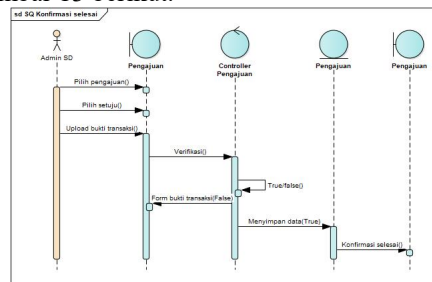 sd SQ Konfirmasi selesai
Admin SD
Pengajuan
Controller
Pengajuan
Pengajuan
Pengajuan
Pilih pengajuan()
Pilih setuju()
Upload bukti transaksi()
Verifikasi()
True/false()
Form bukti transaksi(False)
Menyimpan data(True)
Konfirmasi selesai()